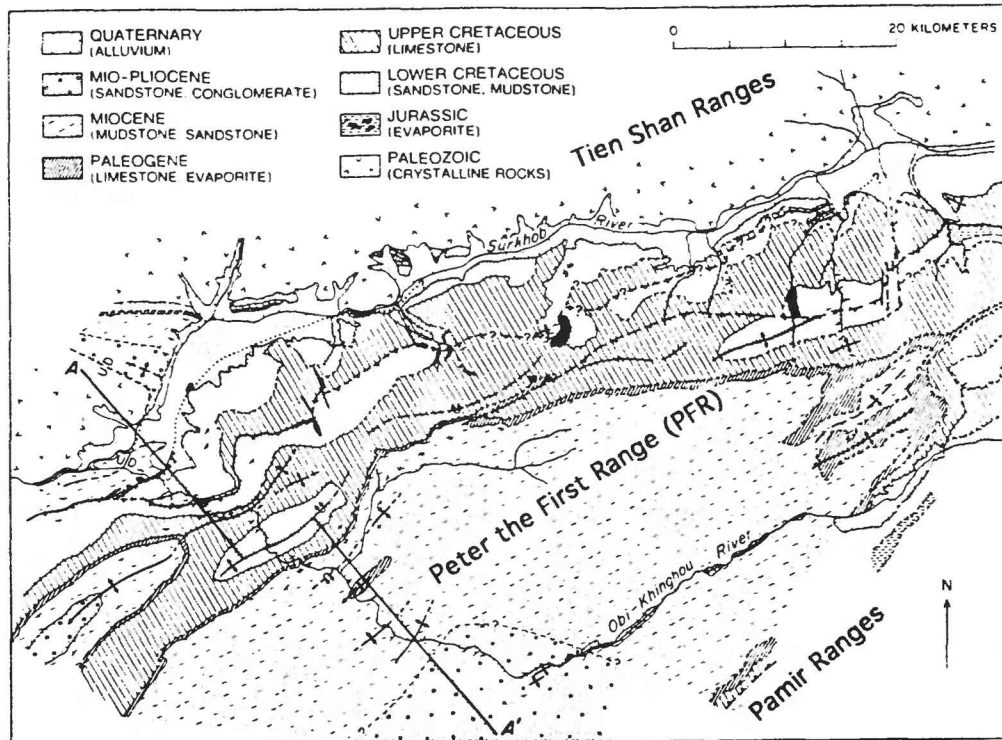 QUATERNARY
(ALLUVIUM)
MIO-PLIOCENE
(SANDSTONE, CONGLOMERATE)
MIOCENE
(MUDSTONE SANDSTONE)
PALEOGENE
(LIMESTONE EVAPORITE)
UPPER CRETACEOUS
(LIMESTONE)
LOWER CRETACEOUS
(SANDSTONE, MUDSTONE)
JURASSIC
(EVAPORITE)
PALEOZOIC
(CRYSTALLINE ROCKS)
0 20 KILOMETERS
Tien Shan Ranges
Surkhob River
A
Peter the First Range (PFR)
Obi-Khinghou River
N
Pamir Ranges
A'